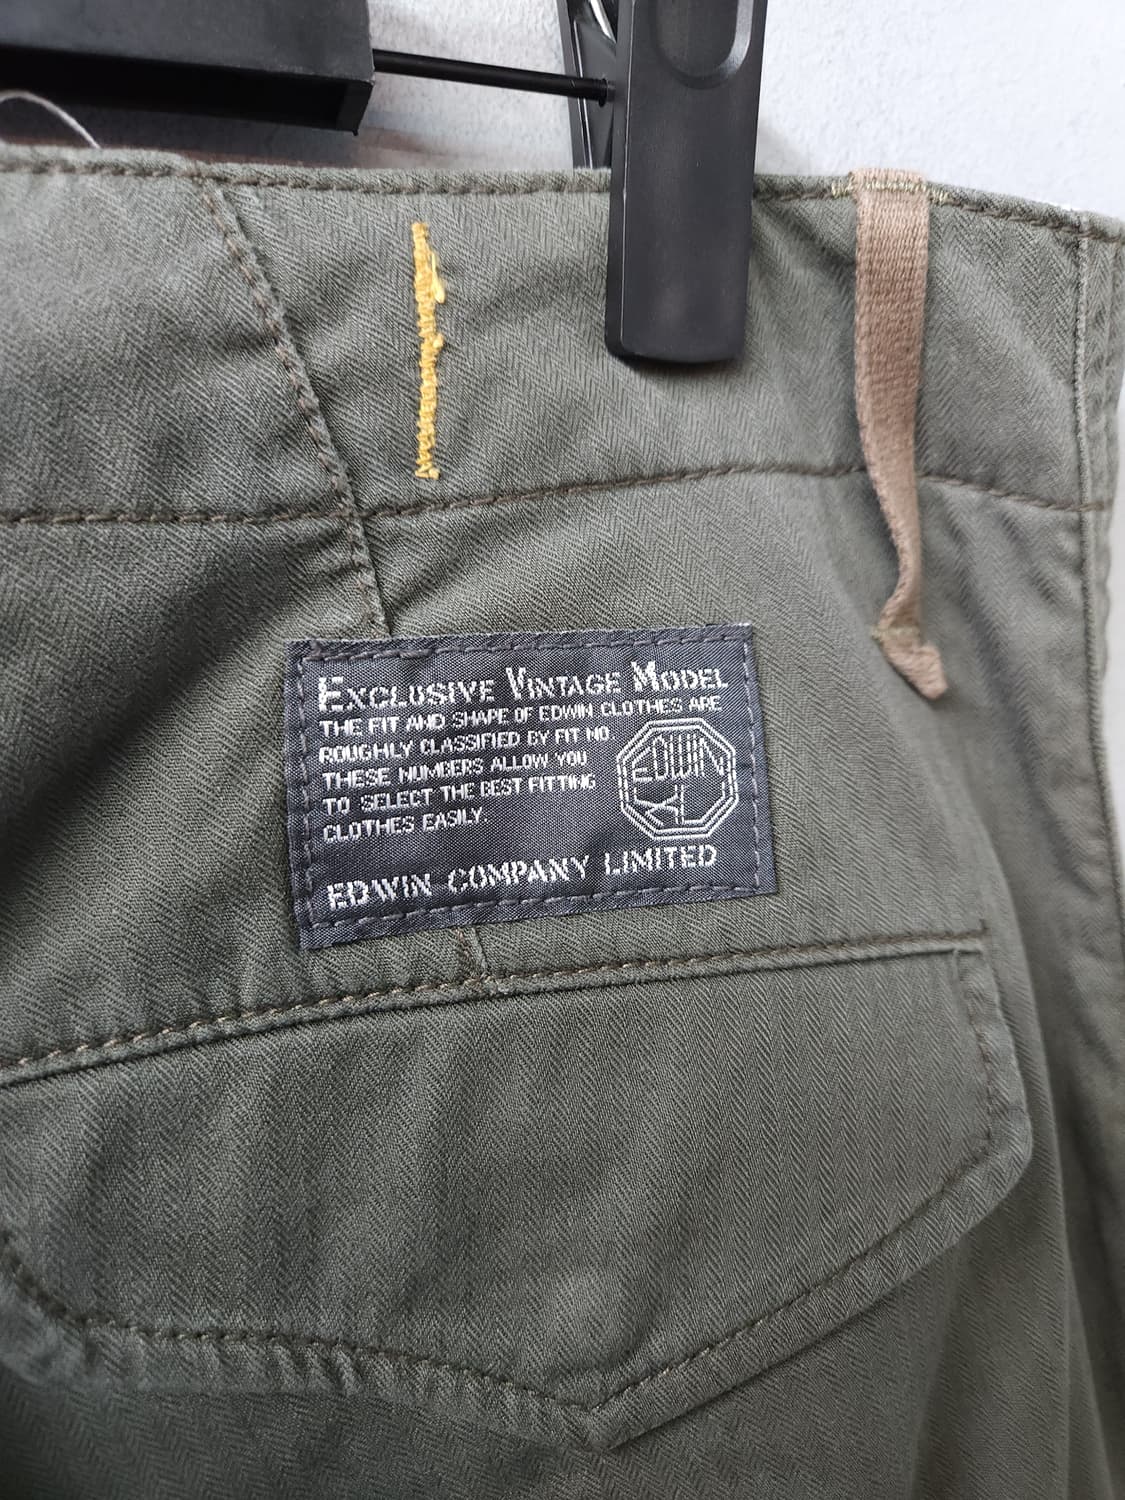 EXCLUSIVE VINTAGE MODEL
THE FIT AND SHAPE OF EDWIN CLOTHES ARE
ROUGHLY CLASSIFIED BY FIT NO
THESE NUMBERS ALLOW YOU
TO SELECT THE BEST FITTING
CLOTHES EASILY.
EDWIN
EDWIN COMPANY LIMITED